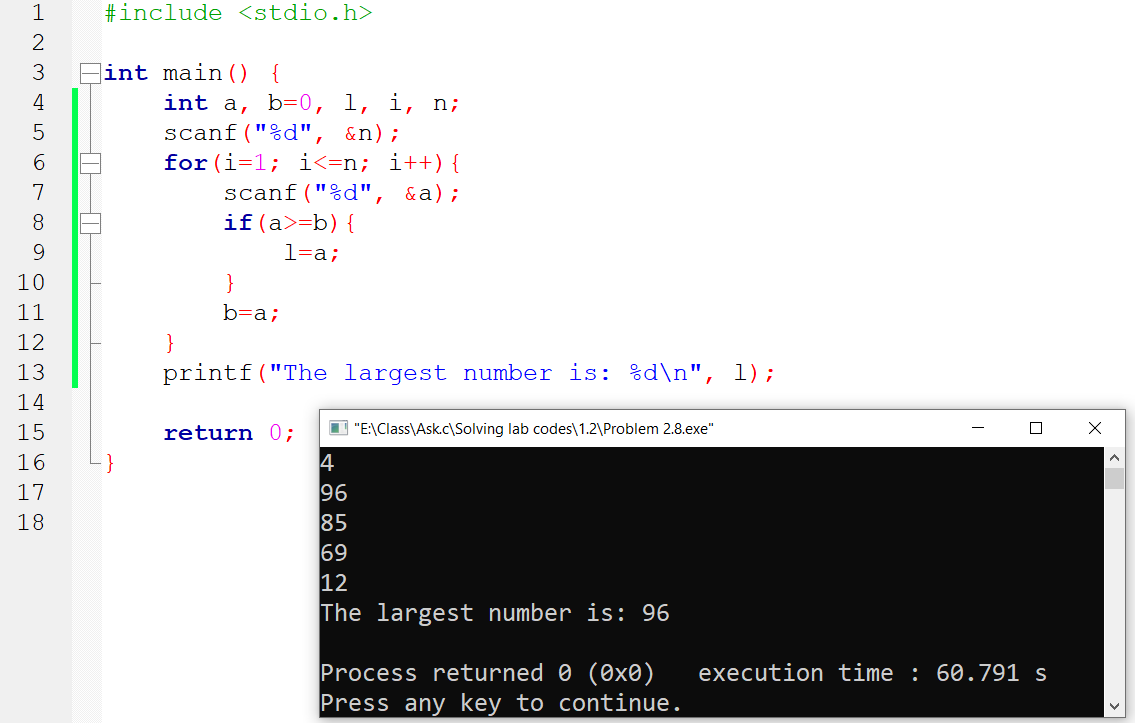 1 #include <stdio.h>
2
3 int main() {
4 int a, b=0, l, i, n;
5 scanf("%d", &n);
6 for(i=1; i<=n; i++){
7 scanf("%d", &a);
8 if(a>=b){
9 l=a;
10 }
11 b=a;
12 }
13 printf("The largest number is: %d\n", l);
14
15 return 0;
16 }
17
18
"E:\Class\Ask.c\Solving lab codes\1.2\Problem 2.8.exe"
4
96
85
69
12
The largest number is: 96
Process returned 0 (0x0) execution time : 60.791 s
Press any key to continue.